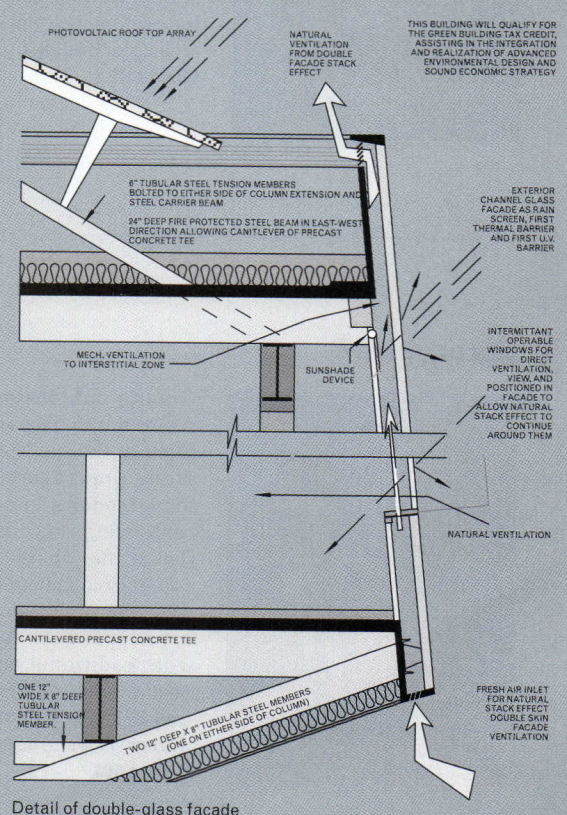 PHOTOVOLTAIC ROOF TOP ARRAY
NATURAL
VENTILATION
FROM DOUBLE
FACADE STACK
EFFECT
THIS BUILDING WILL QUALIFY FOR
THE GREEN BUILDING TAX CREDIT,
ASSISTING IN THE INTEGRATION
AND REALIZATION OF ADVANCED
ENVIRONMENTAL DESIGN AND
SOUND ECONOMIC STRATEGY
6" TUBULAR STEEL TENSION MEMBERS
BOLTED TO EITHER SIDE OF COLUMN EXTENSION AND
STEEL CARRIER BEAM
24" DEEP FIRE PROTECTED STEEL BEAM IN EAST-WEST
DIRECTION ALLOWING CANITLEVER OF PRECAST
CONCRETE TEE
EXTERIOR
CHANNEL GLASS
FACADE AS RAIN
SCREEN, FIRST
THERMAL BARRIER
AND FIRST U.V.
BARRIER
MECH. VENTILATION
TO INTERSTITIAL ZONE
SUNSHADE
DEVICE
INTERMITTANT
OPERABLE
WINDOWS FOR
DIRECT
VENTILATION,
VIEW, AND
POSITIONED IN
FACADE TO
ALLOW NATURAL
STACK EFFECT TO
CONTINUE
AROUND THEM
NATURAL VENTILATION
CANTILEVERED PRECAST CONCRETE TEE
ONE 12"
WIDE X 8" DEEP
TUBULAR
STEEL TENSION
MEMBER.
TWO 12" DEEP X 8" TUBULAR STEEL MEMBERS
(ONE ON EITHER SIDE OF COLUMN)
FRESH AIR INLET
FOR NATURAL
STACK EFFECT
DOUBLE SKIN
FACADE
VENTILATION
Detail of double-glass facade